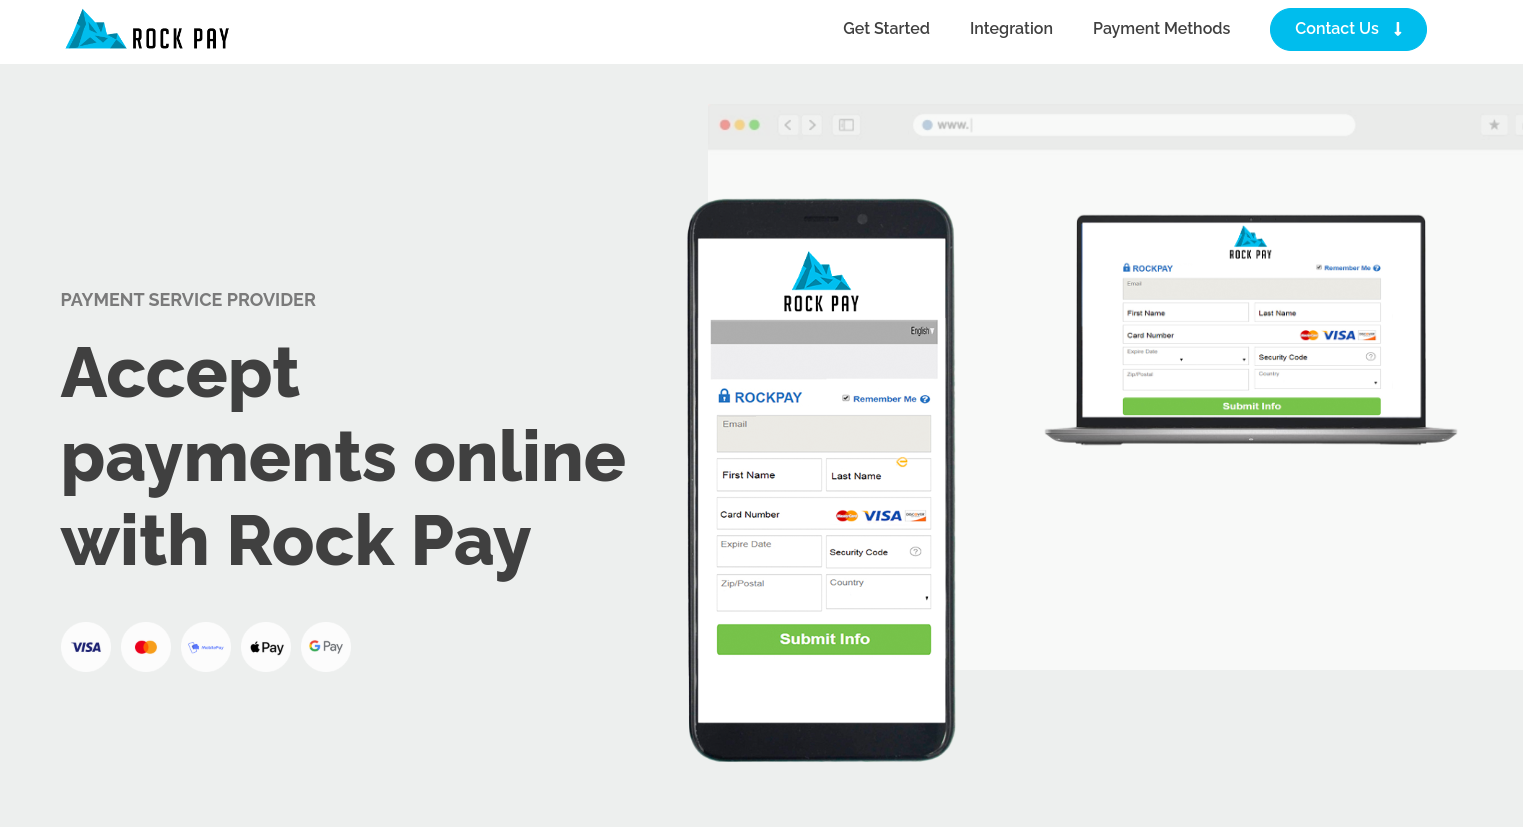 ROCK PAY
Get Started
Integration
Payment Methods
Contact Us
www.
PAYMENT SERVICE PROVIDER
Accept
payments online
with Rock Pay
VISA
MobilePay
Pay
G Pay
ROCK PAY
English
ROCKPAY
Remember Me
Email
First Name
Last Name
Card Number
VISA
DISCOVER
Expire Date
Security Code
Zip/Postal
Country
Submit Info
ROCK PAY
ROCKPAY
Remember Me
Email
First Name
Last Name
Card Number
VISA
Expire Date
Security Code
Zip/Postal
Country
Submit Info